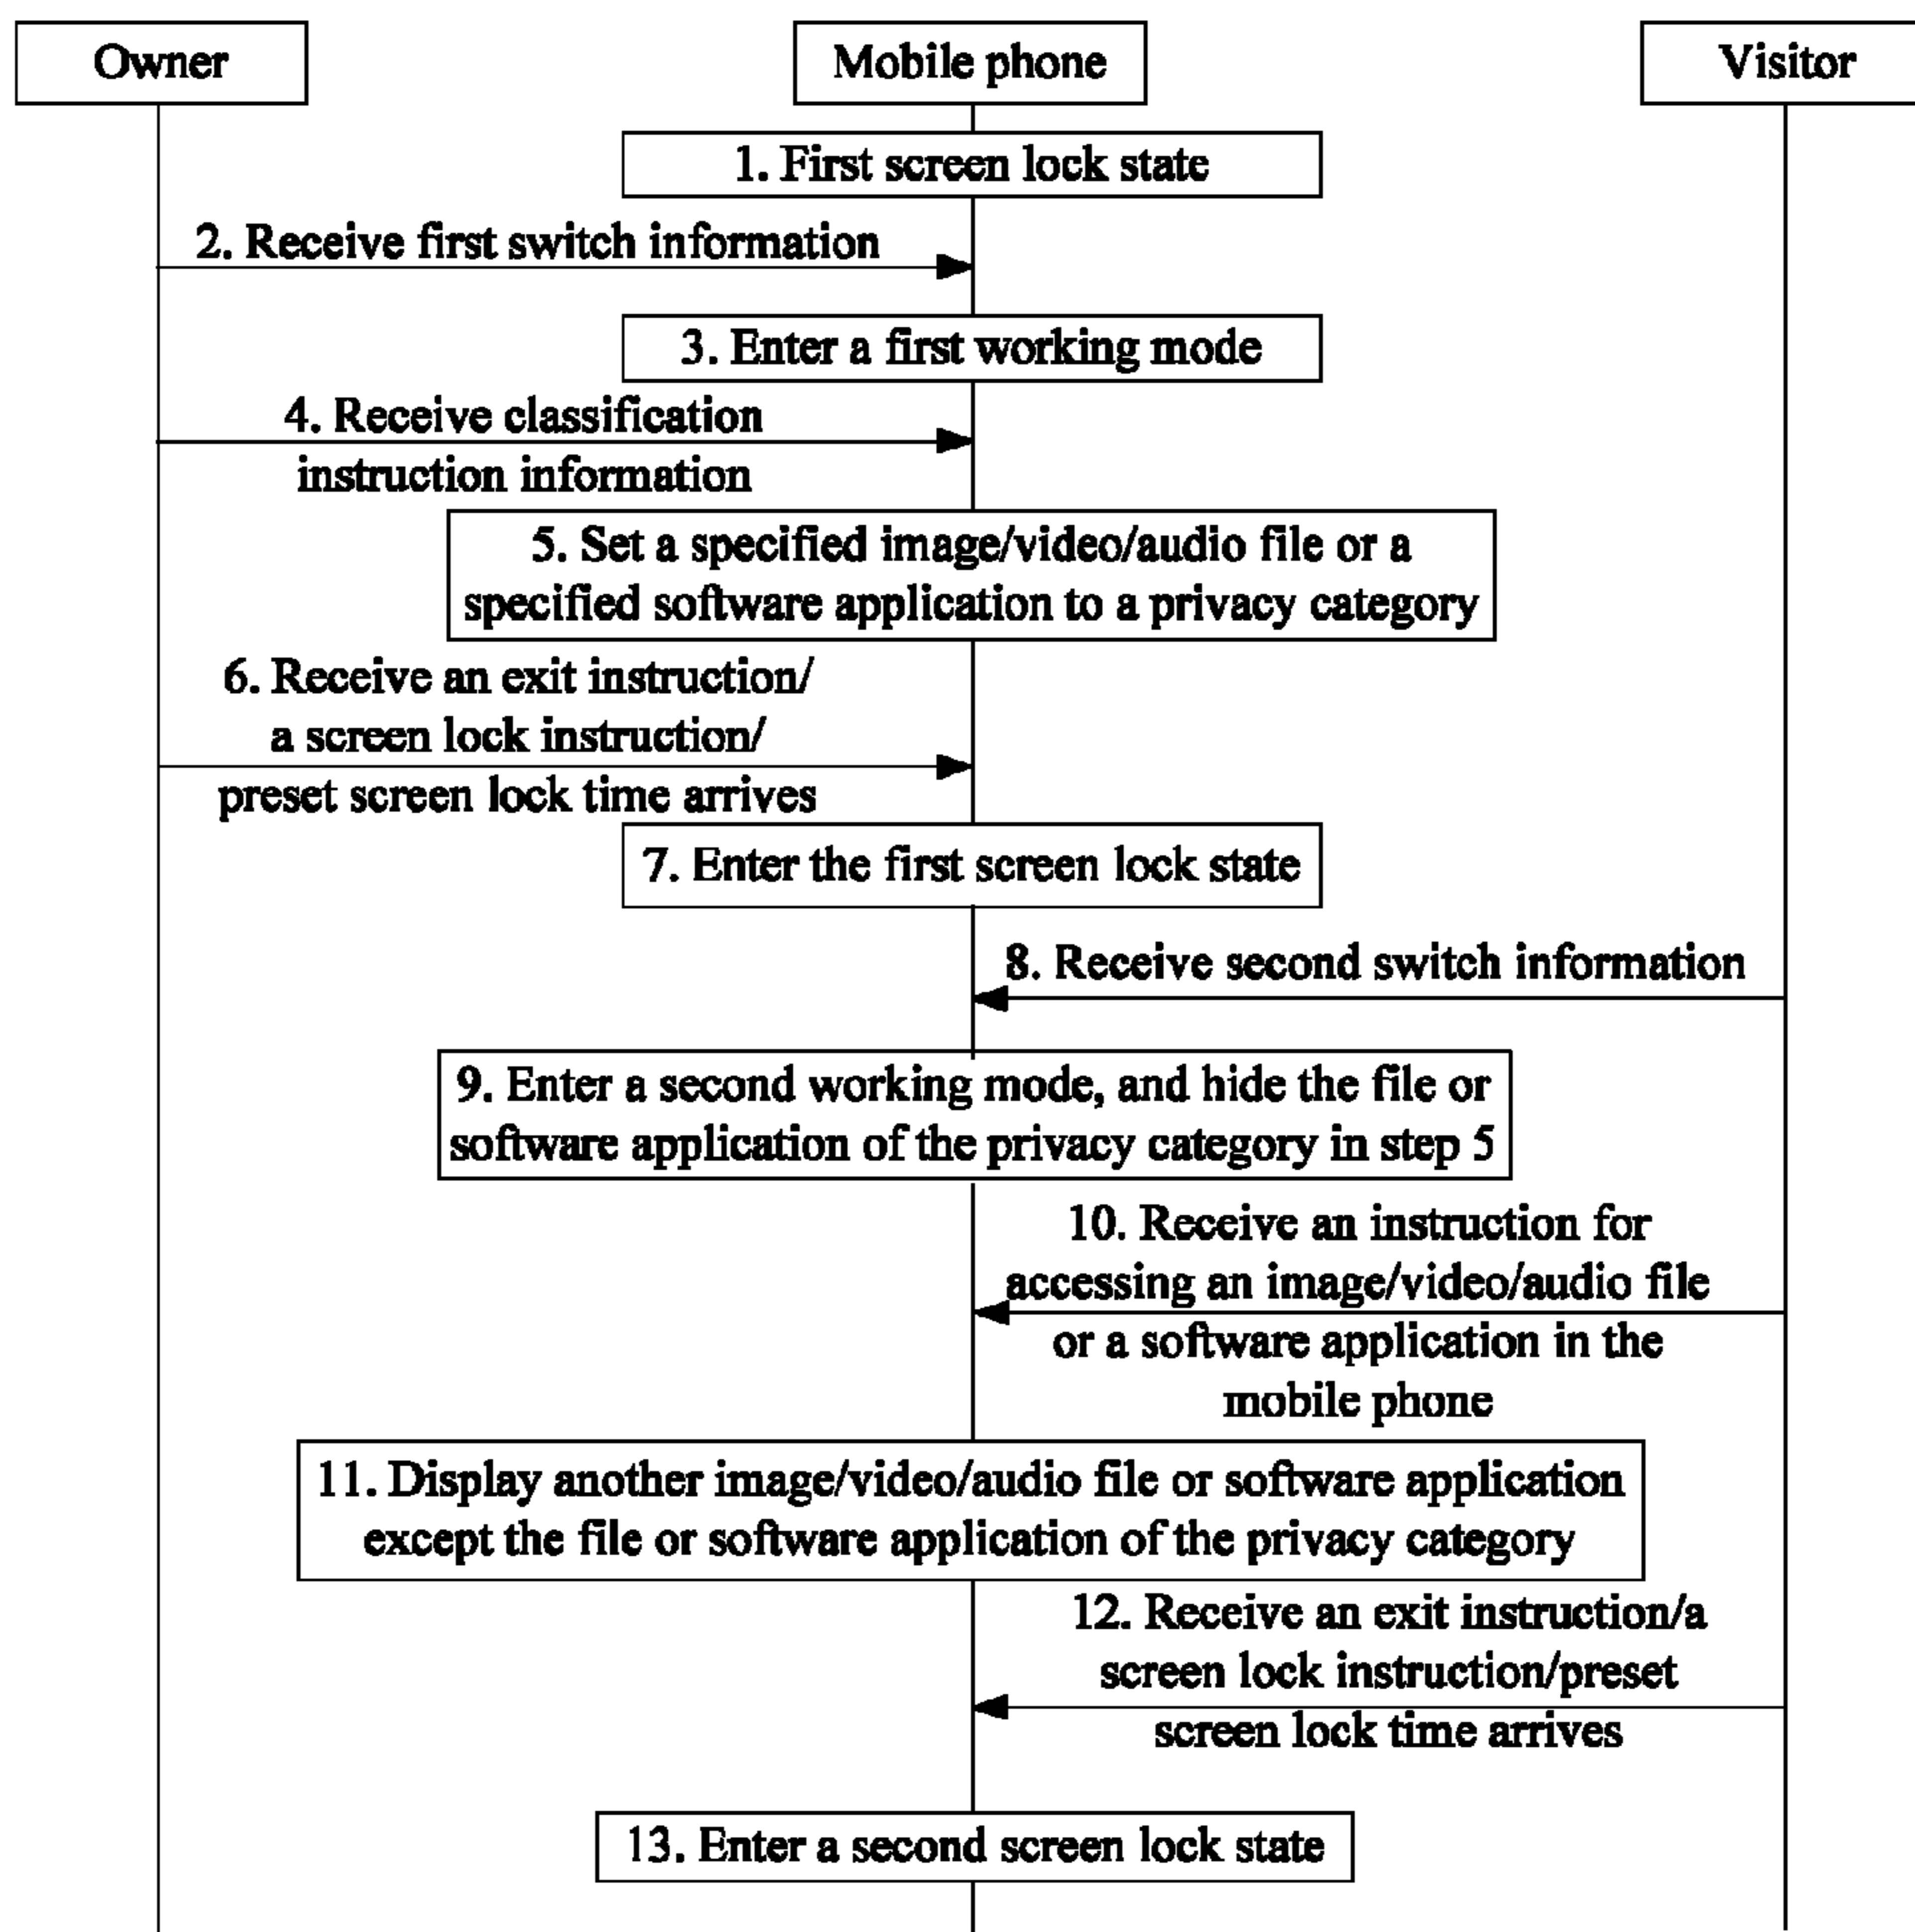 Owner
Mobile phone
Visitor
1. First screen lock state
2. Receive first switch information
3. Enter a first working mode
4. Receive classification
instruction information
5. Set a specified image/video/audio file or a
specified software application to a privacy category
6. Receive an exit instruction/
a screen lock instruction/
preset screen lock time arrives
7. Enter the first screen lock state
8. Receive second switch information
9. Enter a second working mode, and hide the file or
software application of the privacy category in step 5
10. Receive an instruction for
accessing an image/video/audio file
or a software application in the
mobile phone
11. Display another image/video/audio file or software application
except the file or software application of the privacy category
12. Receive an exit instruction/a
screen lock instruction/preset
screen lock time arrives
13. Enter a second screen lock state